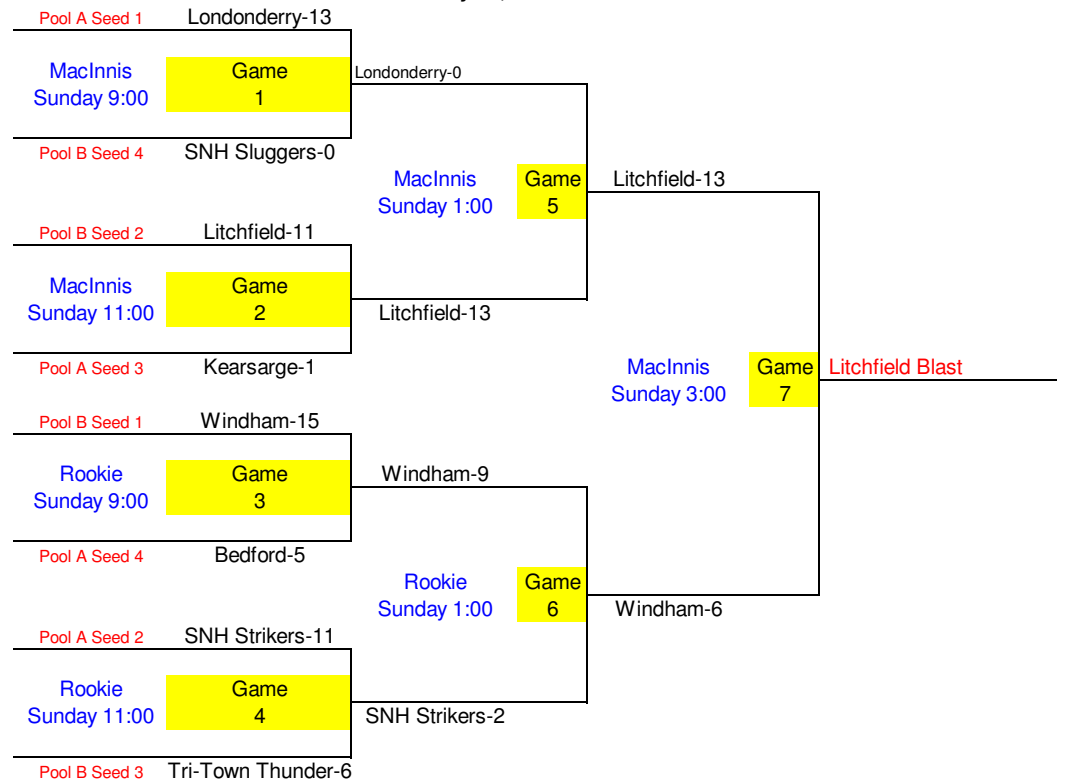 Pool A Seed 1 Londonderry-13
MacInnis Game Londonderry-0
Sunday 9:00 1
Pool B Seed 4 SNH Sluggers-0
MacInnis Game Litchfield-13
Sunday 1:00 5
Pool B Seed 2 Litchfield-11
MacInnis Game
Sunday 11:00 2 Litchfield-13
Pool A Seed 3 Kearsarge-1
MacInnis Game Litchfield Blast
Sunday 3:00 7
Pool B Seed 1 Windham-15
Rookie Game Windham-9
Sunday 9:00 3
Pool A Seed 4 Bedford-5
Rookie Game
Sunday 1:00 6 Windham-6
Pool A Seed 2 SNH Strikers-11
Rookie Game
Sunday 11:00 4 SNH Strikers-2
Pool B Seed 3 Tri-Town Thunder-6